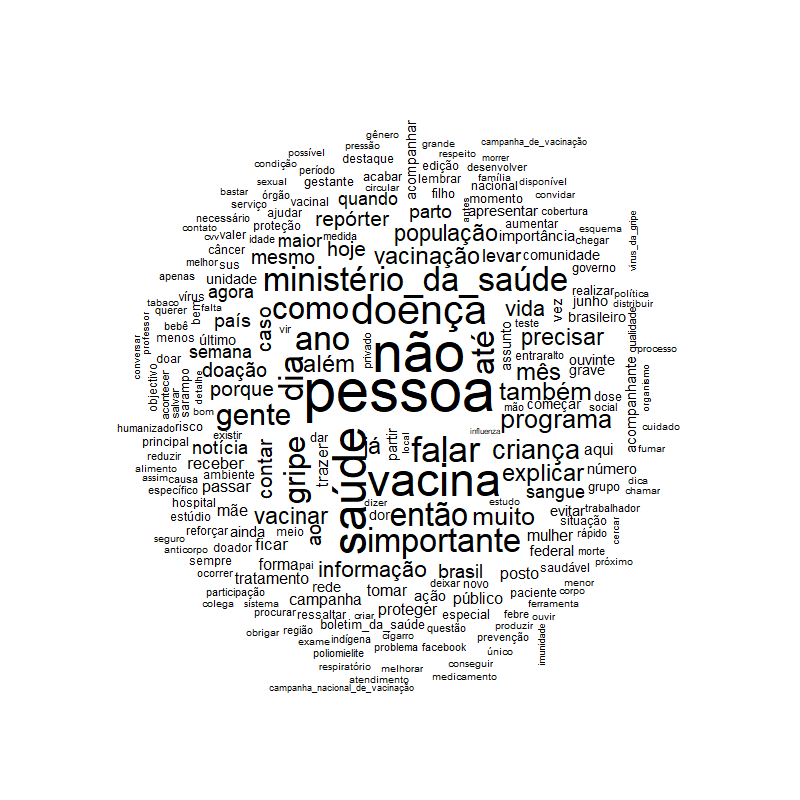 gênero
grande
campanha_de_vacinação
possível
pressão
acompanhar
respeito
morrer
condição
período
destaque
edição
desenvolver
sexual
órgão
gestante
acabar
lembrar
família
bastar
serviço
vacinal
circular
filho
nacional
disponível
necessário
ajudar
quando
parto
antes
momento
convidar
contato
proteção
repórter
apresentar
cobertura
cvv
valer
idade
medida
população
aumentar
esquema
câncer
maior
hoje
importância
chegar
vírus_da_gripe
melhor
sus
mesmo
vacinação
levar
comunidade
governo
apenas
unidade
ministério_da_saúde
vírus
agora
realizar
política
tabaco
querer
bem
falta
caso
como
doença
vida
vez
junho
distribuir
professor
bebê
país
vir
ano
até
assunto
teste
brasileiro
qualidade
menos
último
privado
não
precisar
processo
conversar
doar
semana
dia
além
entraralto
ouvinte
objectivo
acontecer
salvar
sarampo
detalhe
doação
mês
grave
acompanhante
organismo
porque
pessoa
também
dose
risco
bom
gente
mão
começar
social
humanizado
programa
cuidado
principal
existir
dar
já
partir
local
influenza
falar
criança
aqui
fumar
reduzir
notícia
contar
gripe
trazer
saúde
explicar
número
dica
alimento
receber
vacina
chamar
assim
causa
ambiente
específico
passar
sangue
grupo
hospital
dizer
estudo
evitar
trabalhador
estúdio
mãe
vacinar
ao
dor
então
muito
situação
reforçar
ainda
meio
importante
mulher
rápido
cercar
seguro
anticorpo
doador
ficar
federal
morte
sempre
forma
pai
informação
brasil
posto
saudável
próximo
ocorrer
tratamento
rede
tomar
deixar
novo
menor
participação
campanha
ação
público
paciente
corpo
colega
sistema
procurar
ressaltar
criar
proteger
especial
febre
ferramenta
ouvir
obrigar
região
boletim_da_saúde
questão
produzir
exame
indígena
cigarro
prevenção
imunidade
poliomielite
problema
facebook
único
respiratório
melhorar
conseguir
atendimento
medicamento
campanha_nacional_de_vacinação